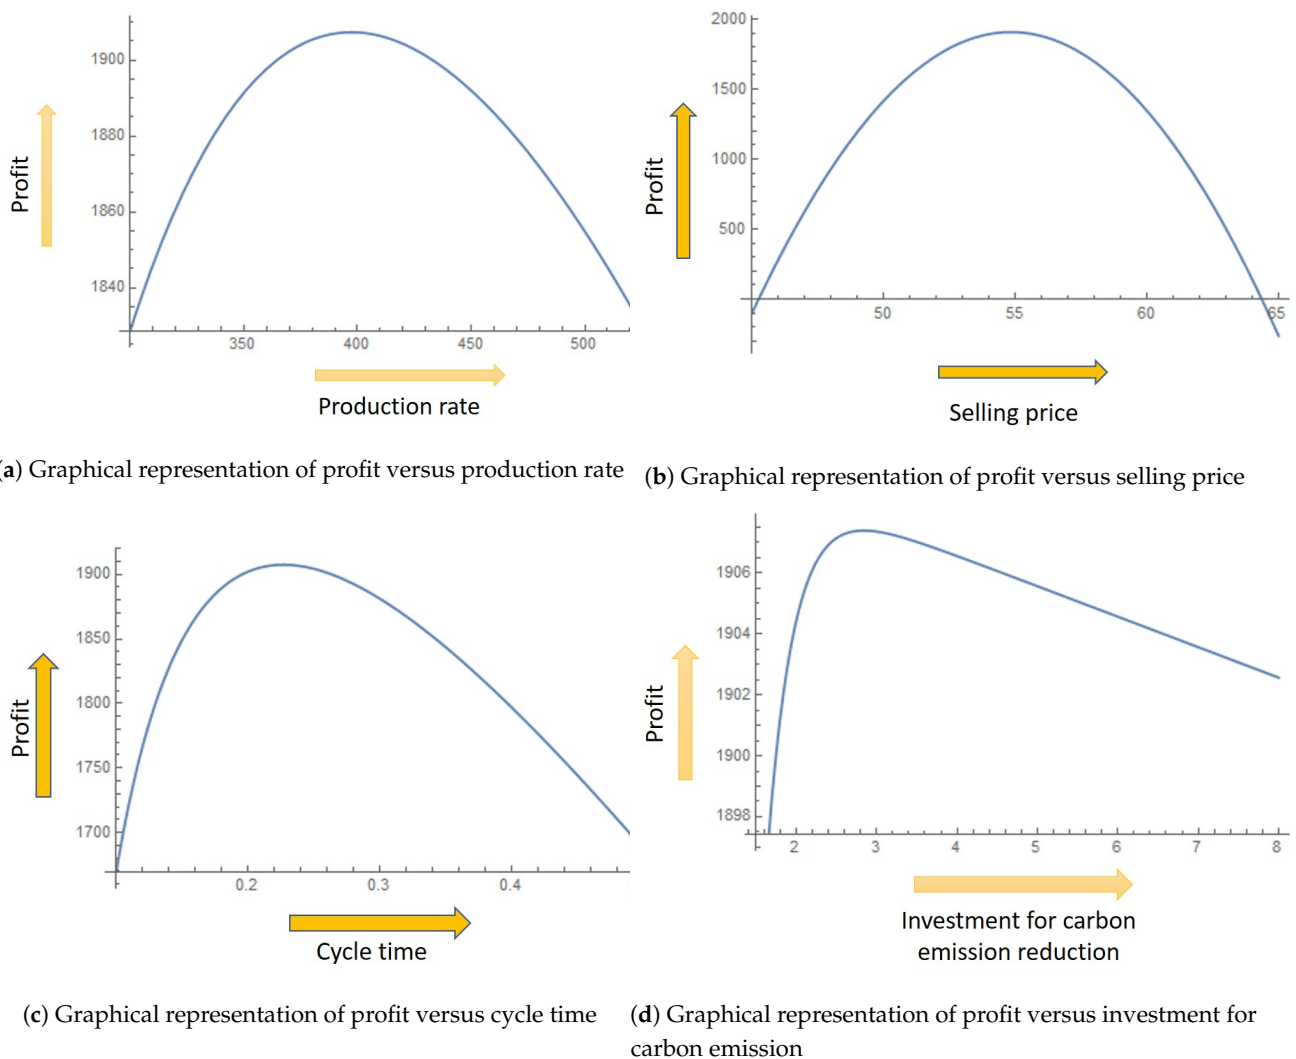 1900
1880
1860
1840
Profit
350 400 450 500
Production rate
(a) Graphical representation of profit versus production rate
2000
1500
1000
500
Profit
50 55 60 65
Selling price
(b) Graphical representation of profit versus selling price
1900
1850
1800
1750
1700
Profit
0.2 0.3 0.4
Cycle time
(c) Graphical representation of profit versus cycle time
1906
1904
1902
1900
1898
Profit
2 3 4 5 6 7 8
Investment for carbon
emission reduction
(d) Graphical representation of profit versus investment for
carbon emission